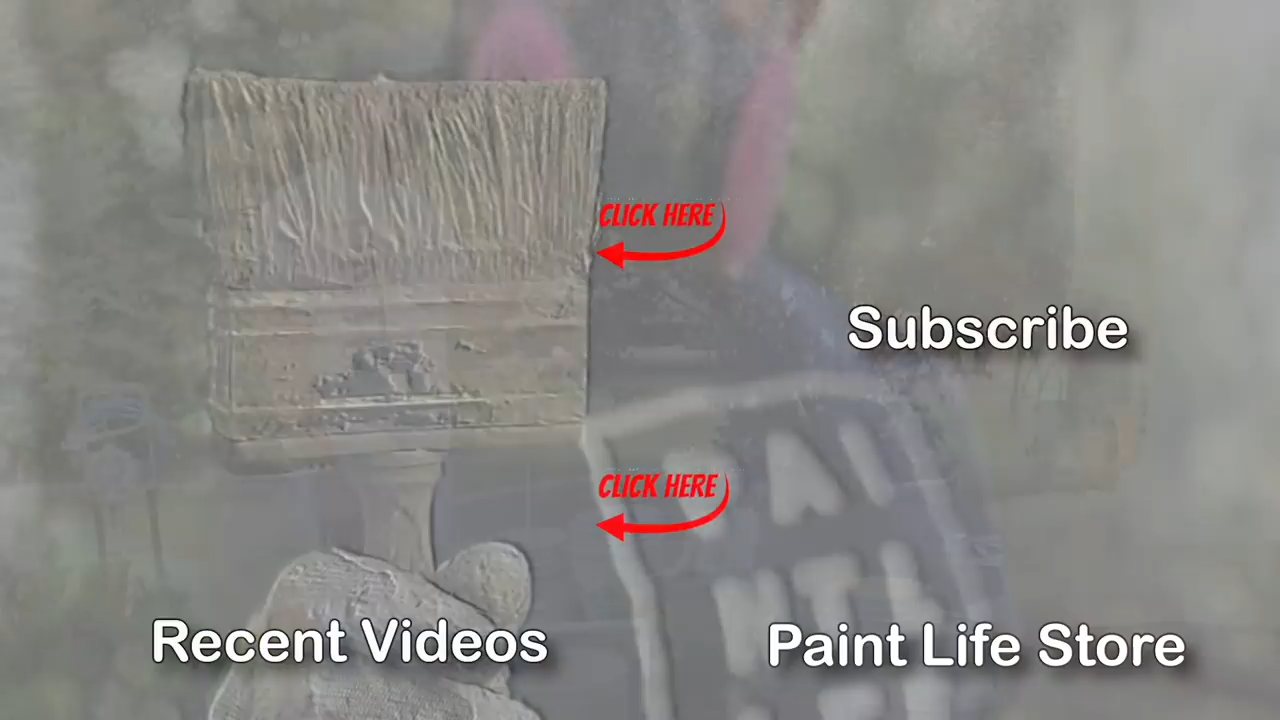 CLICK HERE
Subscribe
CLICK HERE
Recent Videos
Paint Life Store